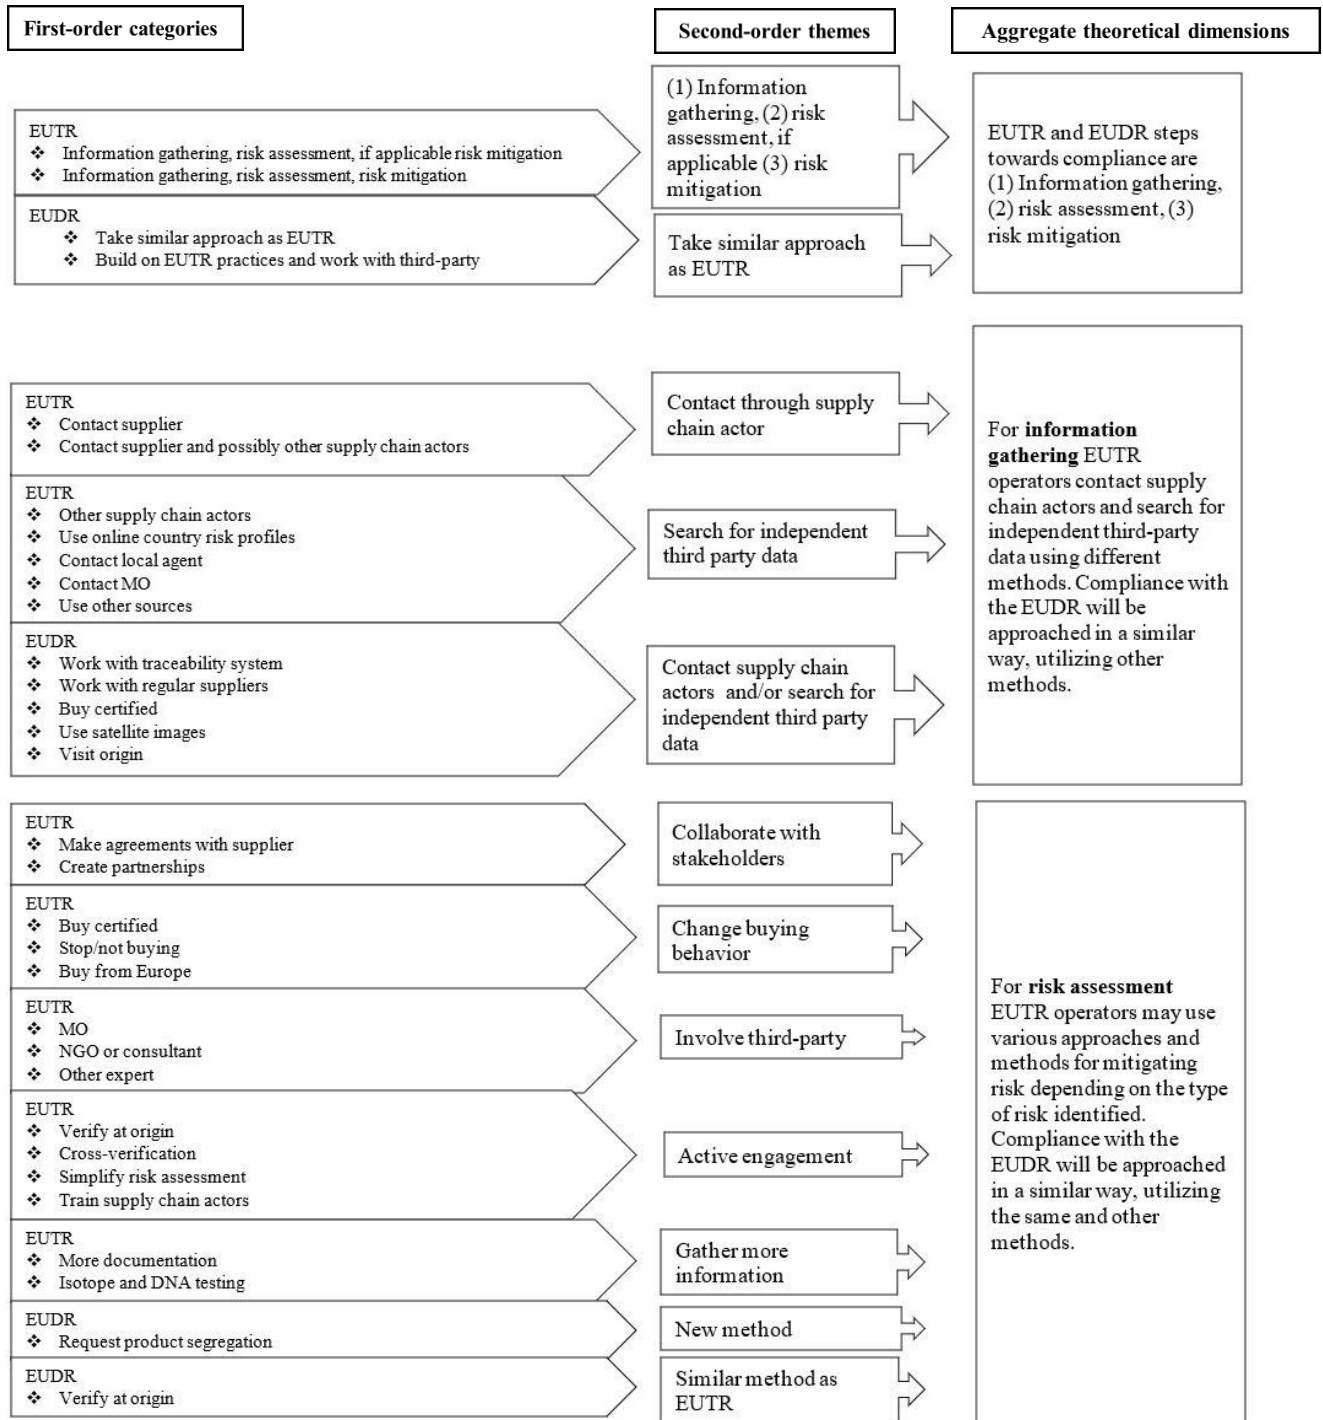 First-order categories
Second-order themes
Aggregate theoretical dimensions
EUTR
❖ Information gathering, risk assessment, if applicable risk mitigation
❖ Information gathering, risk assessment, risk mitigation
(1) Information
gathering, (2) risk
assessment, if
applicable (3) risk
mitigation
EUDR
❖ Take similar approach as EUTR
❖ Build on EUTR practices and work with third-party
Take similar approach
as EUTR
EUTR and EUDR steps
towards compliance are
(1) Information gathering,
(2) risk assessment, (3)
risk mitigation
EUTR
❖ Contact supplier
❖ Contact supplier and possibly other supply chain actors
Contact through supply
chain actor
EUTR
❖ Other supply chain actors
❖ Use online country risk profiles
❖ Contact local agent
❖ Contact MO
❖ Use other sources
Search for independent
third party data
EUDR
❖ Work with traceability system
❖ Work with regular suppliers
❖ Buy certified
❖ Use satellite images
❖ Visit origin
Contact supply chain
actors and/or search for
independent third party
data
For information
gathering EUTR
operators contact supply
chain actors and search for
independent third-party
data using different
methods. Compliance with
the EUDR will be
approached in a similar
way, utilizing other
methods.
EUTR
❖ Make agreements with supplier
❖ Create partnerships
Collaborate with
stakeholders
EUTR
❖ Buy certified
❖ Stop/not buying
❖ Buy from Europe
Change buying
behavior
EUTR
❖ MO
❖ NGO or consultant
❖ Other expert
Involve third-party
EUTR
❖ Verify at origin
❖ Cross-verification
❖ Simplify risk assessment
❖ Train supply chain actors
Active engagement
EUTR
❖ More documentation
❖ Isotope and DNA testing
Gather more
information
EUDR
❖ Request product segregation
New method
EUDR
❖ Verify at origin
Similar method as
EUTR
For risk assessment
EUTR operators may use
various approaches and
methods for mitigating
risk depending on the type
of risk identified.
Compliance with the
EUDR will be approached
in a similar way, utilizing
the same and other
methods.